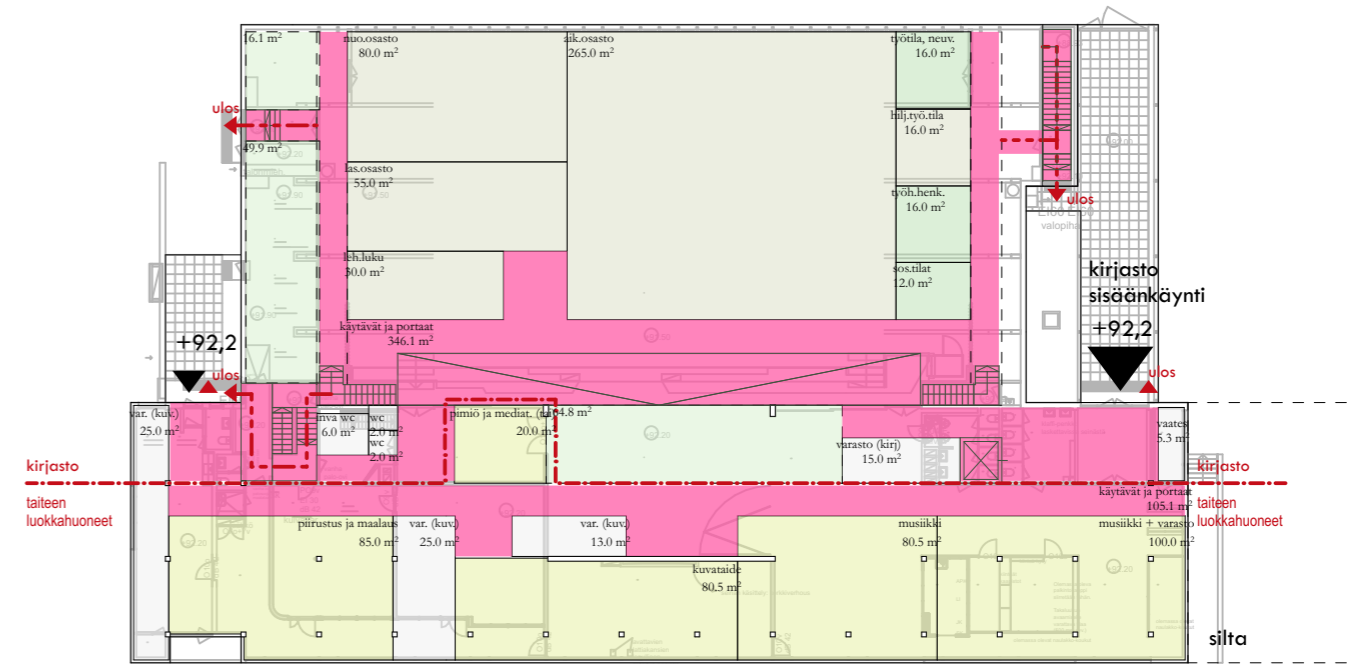 16.1 m²
nuo.osasto
80.0 m²
aik.osasto
265.0 m²
työtila, neuv.
16.0 m²
ulos
49.9 m²
hilj.työ.tila
16.0 m²
las.osasto
55.0 m²
työh.henk.
16.0 m²
ulos
EI60 EI60
valopiha
leh.luku
30.0 m²
sos.tilat
12.0 m²
kirjasto
sisäänkäynti
+92,2
käytävät ja portaat
346.1 m²
+92,2
ulos
ulos
var. (kuv.)
25.0 m²
inva wc
6.0 m²
wc
2.0 m²
wc
2.0 m²
pimiö ja mediat. (tai
20.0 m²
64.8 m²
varasto (kirj)
15.0 m²
vaates
5.3 m²
kirjasto
kirjasto
taiteen
luokkahuoneet
käytävät ja portaat
105.1 m²
taiteen
luokkahuoneet
piirustus ja maalaus
85.0 m²
var. (kuv.)
25.0 m²
var. (kuv.)
13.0 m²
musiikki
80.5 m²
musiikki + varasto
100.0 m²
kuvataide
80.5 m²
silta